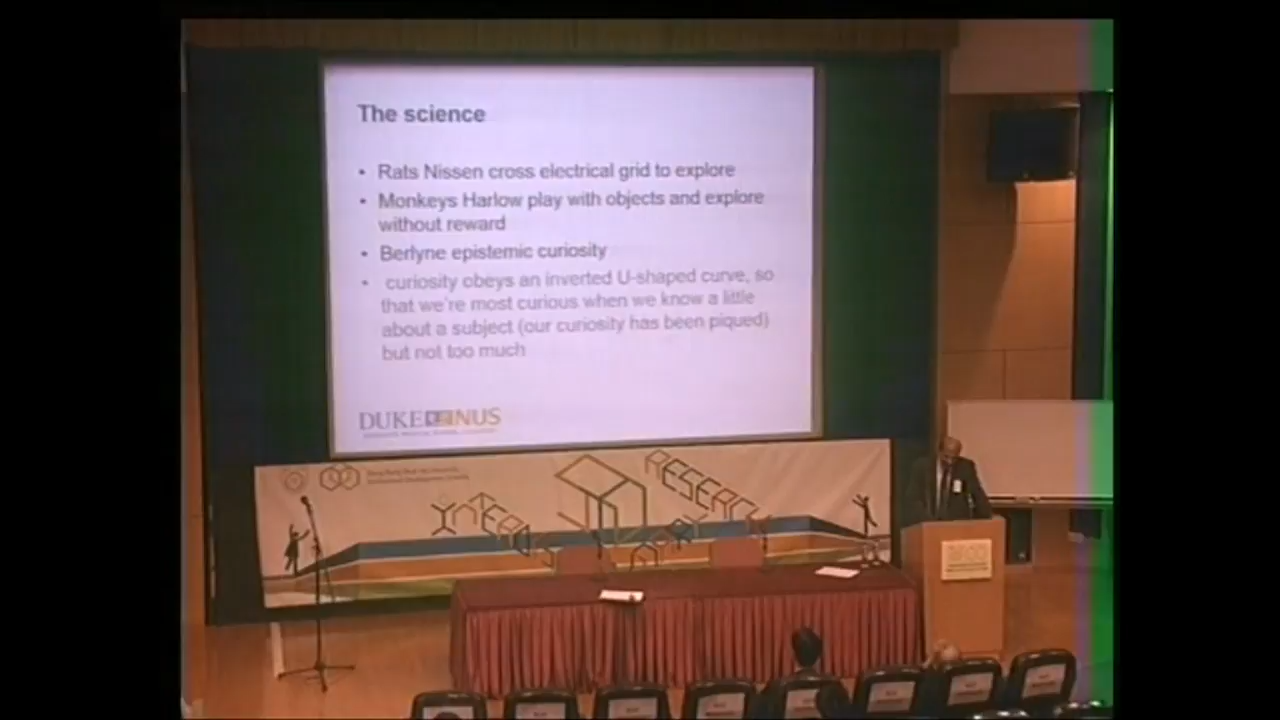 The science
• Rats Nissen cross electrical grid to explore
• Monkeys Harlow play with objects and explore
without reward
• Berlyne epistemic curiosity
• curiosity obeys an inverted U-shaped curve, so
that we're most curious when we know a little
about a subject (our curiosity has been piqued)
but not too much
DUKE NUS
RESERCH